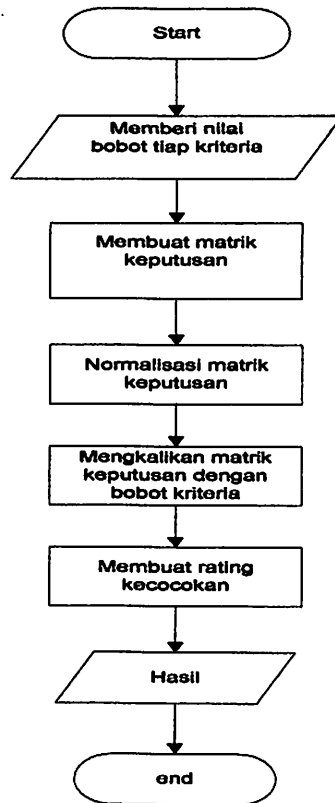 Start
Memberi nilai
bobot tiap kriteria
Membuat matrik
keputusan
Normalisasi matrik
keputusan
Mengkalikan matrik
keputusan dengan
bobot kriteria
Membuat rating
kecocokan
Hasil
end